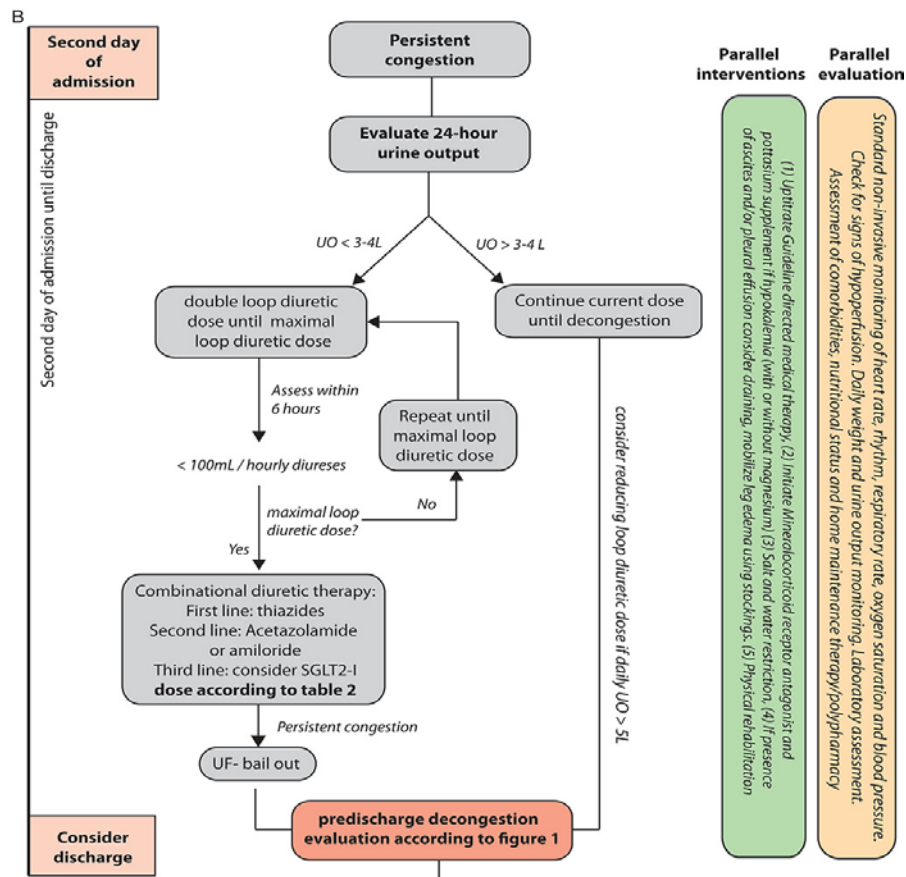 B
Second day
of
admission
Second day of admission until discharge
Consider
discharge
Persistent
congestion
Evaluate 24-hour
urine output
UO < 3-4L
UO > 3-4 L
double loop diuretic
dose until maximal
loop diuretic dose
Continue current dose
until decongestion
Assess within
6 hours
Repeat until
maximal loop
diuretic dose
< 100mL / hourly diureses
maximal loop
diuretic dose?
No
Yes
Combinational diuretic therapy:
First line: thiazides
Second line: Acetazolamide
or amiloride
Third line: consider SGLT2-I
dose according to table 2
Persistent congestion
UF- bail out
consider reducing loop diuretic dose if daily UO > 5L
predischarge decongestion
evaluation according to figure 1
Parallel
interventions
(1) Uptitrate Guideline directed medical therapy, (2) Initiate Mineralocorticoid receptor antagonist and
pottasium supplement if hypokalemia (with or without magnesium) (3) Salt and water restriction, (4) If presence
of ascites and/or pleural effusion consider draining, mobilize leg edema using stockings. (5) Physical rehabilitation
Parallel
evaluation
Standard non-invasive monitoring of heart rate, rhythm, respiratory rate, oxygen saturation and blood pressure.
Check for signs of hypoperfusion. Daily weight and urine output monitoring. Laboratory assessment.
Assessment of comorbidities, nutritional status and home maintenance therapy/polypharmacy